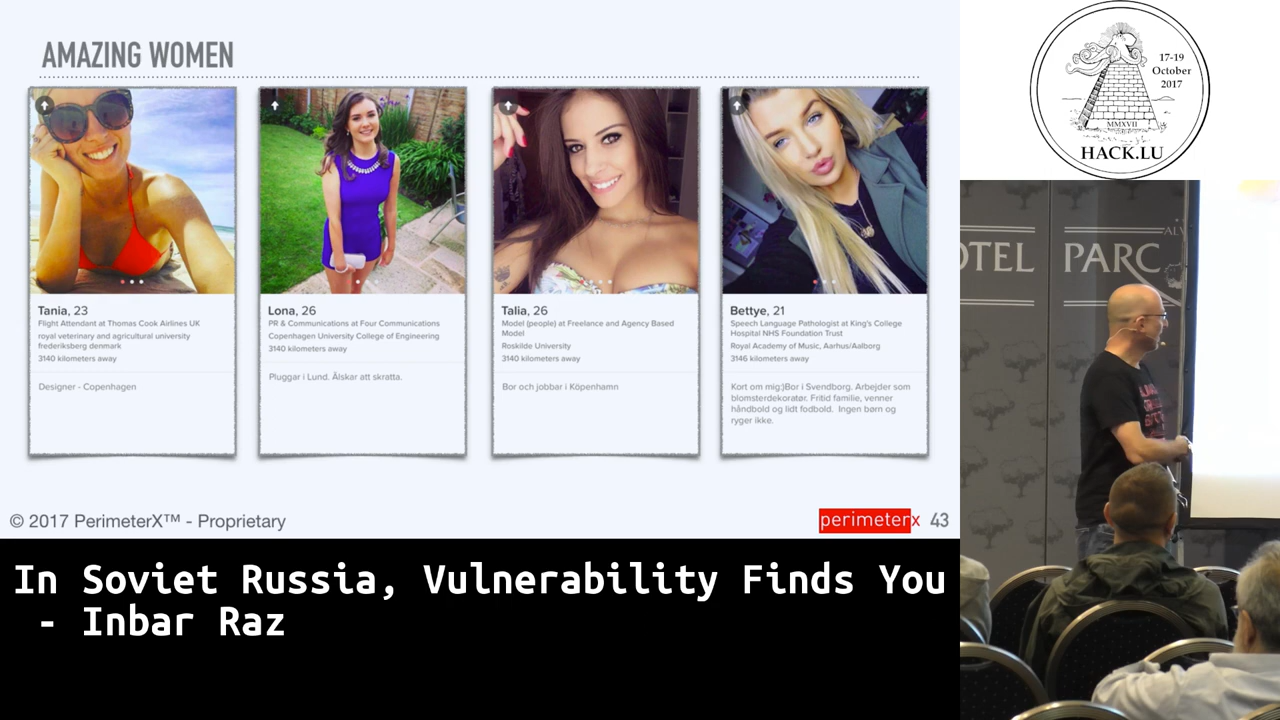 AMAZING WOMEN
Tania, 23
Flight Attendant at Thomas Cook Airlines UK
royal veterinary and agricultural university
frederiksberg denmark
3140 kilometers away
Designer - Copenhagen
Lona, 26
PR & Communications at Four Communications
Copenhagen University College of Engineering
3140 kilometers away
Pluggar i Lund. Älskar att skratta.
Talia, 26
Model (people) at Freelance and Agency Based
Model
Roskilde University
3140 kilometers away
Bor och jobbar i Köpenhamn
Bettye, 21
Speech Language Pathologist at King's College
Hospital NHS Foundation Trust
Royal Academy of Music, Aarhus/Aalborg
3146 kilometers away
Kort om mig:)Bor i Svendborg. Arbejder som
blomsterdekoratør. Fritid familie, venner
håndbold og lidt fodbold. Ingen børn og
ryger ikke.
© 2017 PerimeterX™ - Proprietary
perimeterx 43
In Soviet Russia, Vulnerability Finds You
- Inbar Raz
17-19
October
2017
MMXVII
HACK.LU
OTEL PARC